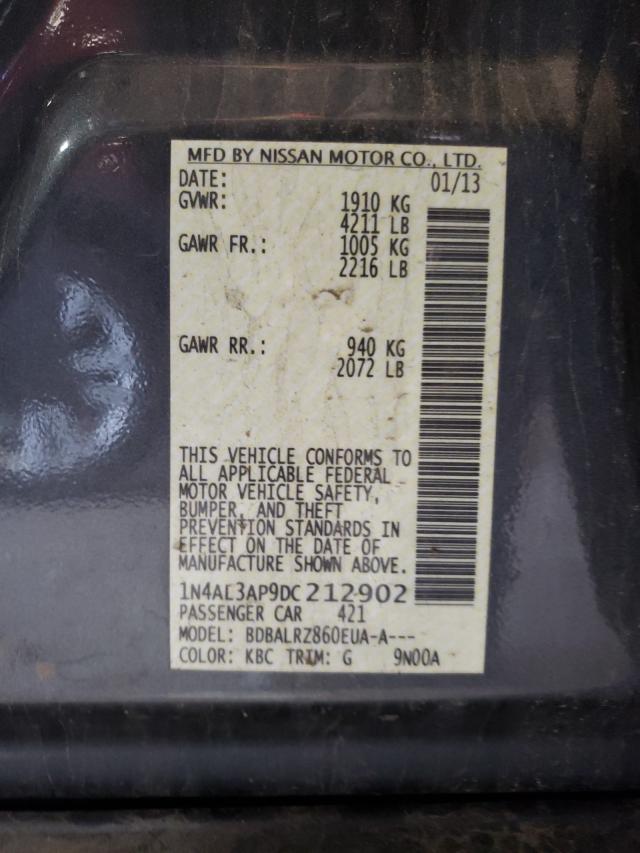 MFD BY NISSAN MOTOR CO., LTD.
DATE: 01/13
GVWR: 1910 KG
4211 LB
GAWR FR.: 1005 KG
2216 LB
GAWR RR.: 940 KG
2072 LB
THIS VEHICLE CONFORMS TO
ALL APPLICABLE FEDERAL
MOTOR VEHICLE SAFETY,
BUMPER, AND THEFT
PREVENTION STANDARDS IN
EFFECT ON THE DATE OF
MANUFACTURE SHOWN ABOVE.
1N4AL3AP9DC212902
PASSENGER CAR 421
MODEL: BDBALRZ860EUA-A---
COLOR: KBC TRIM: G 9N00A